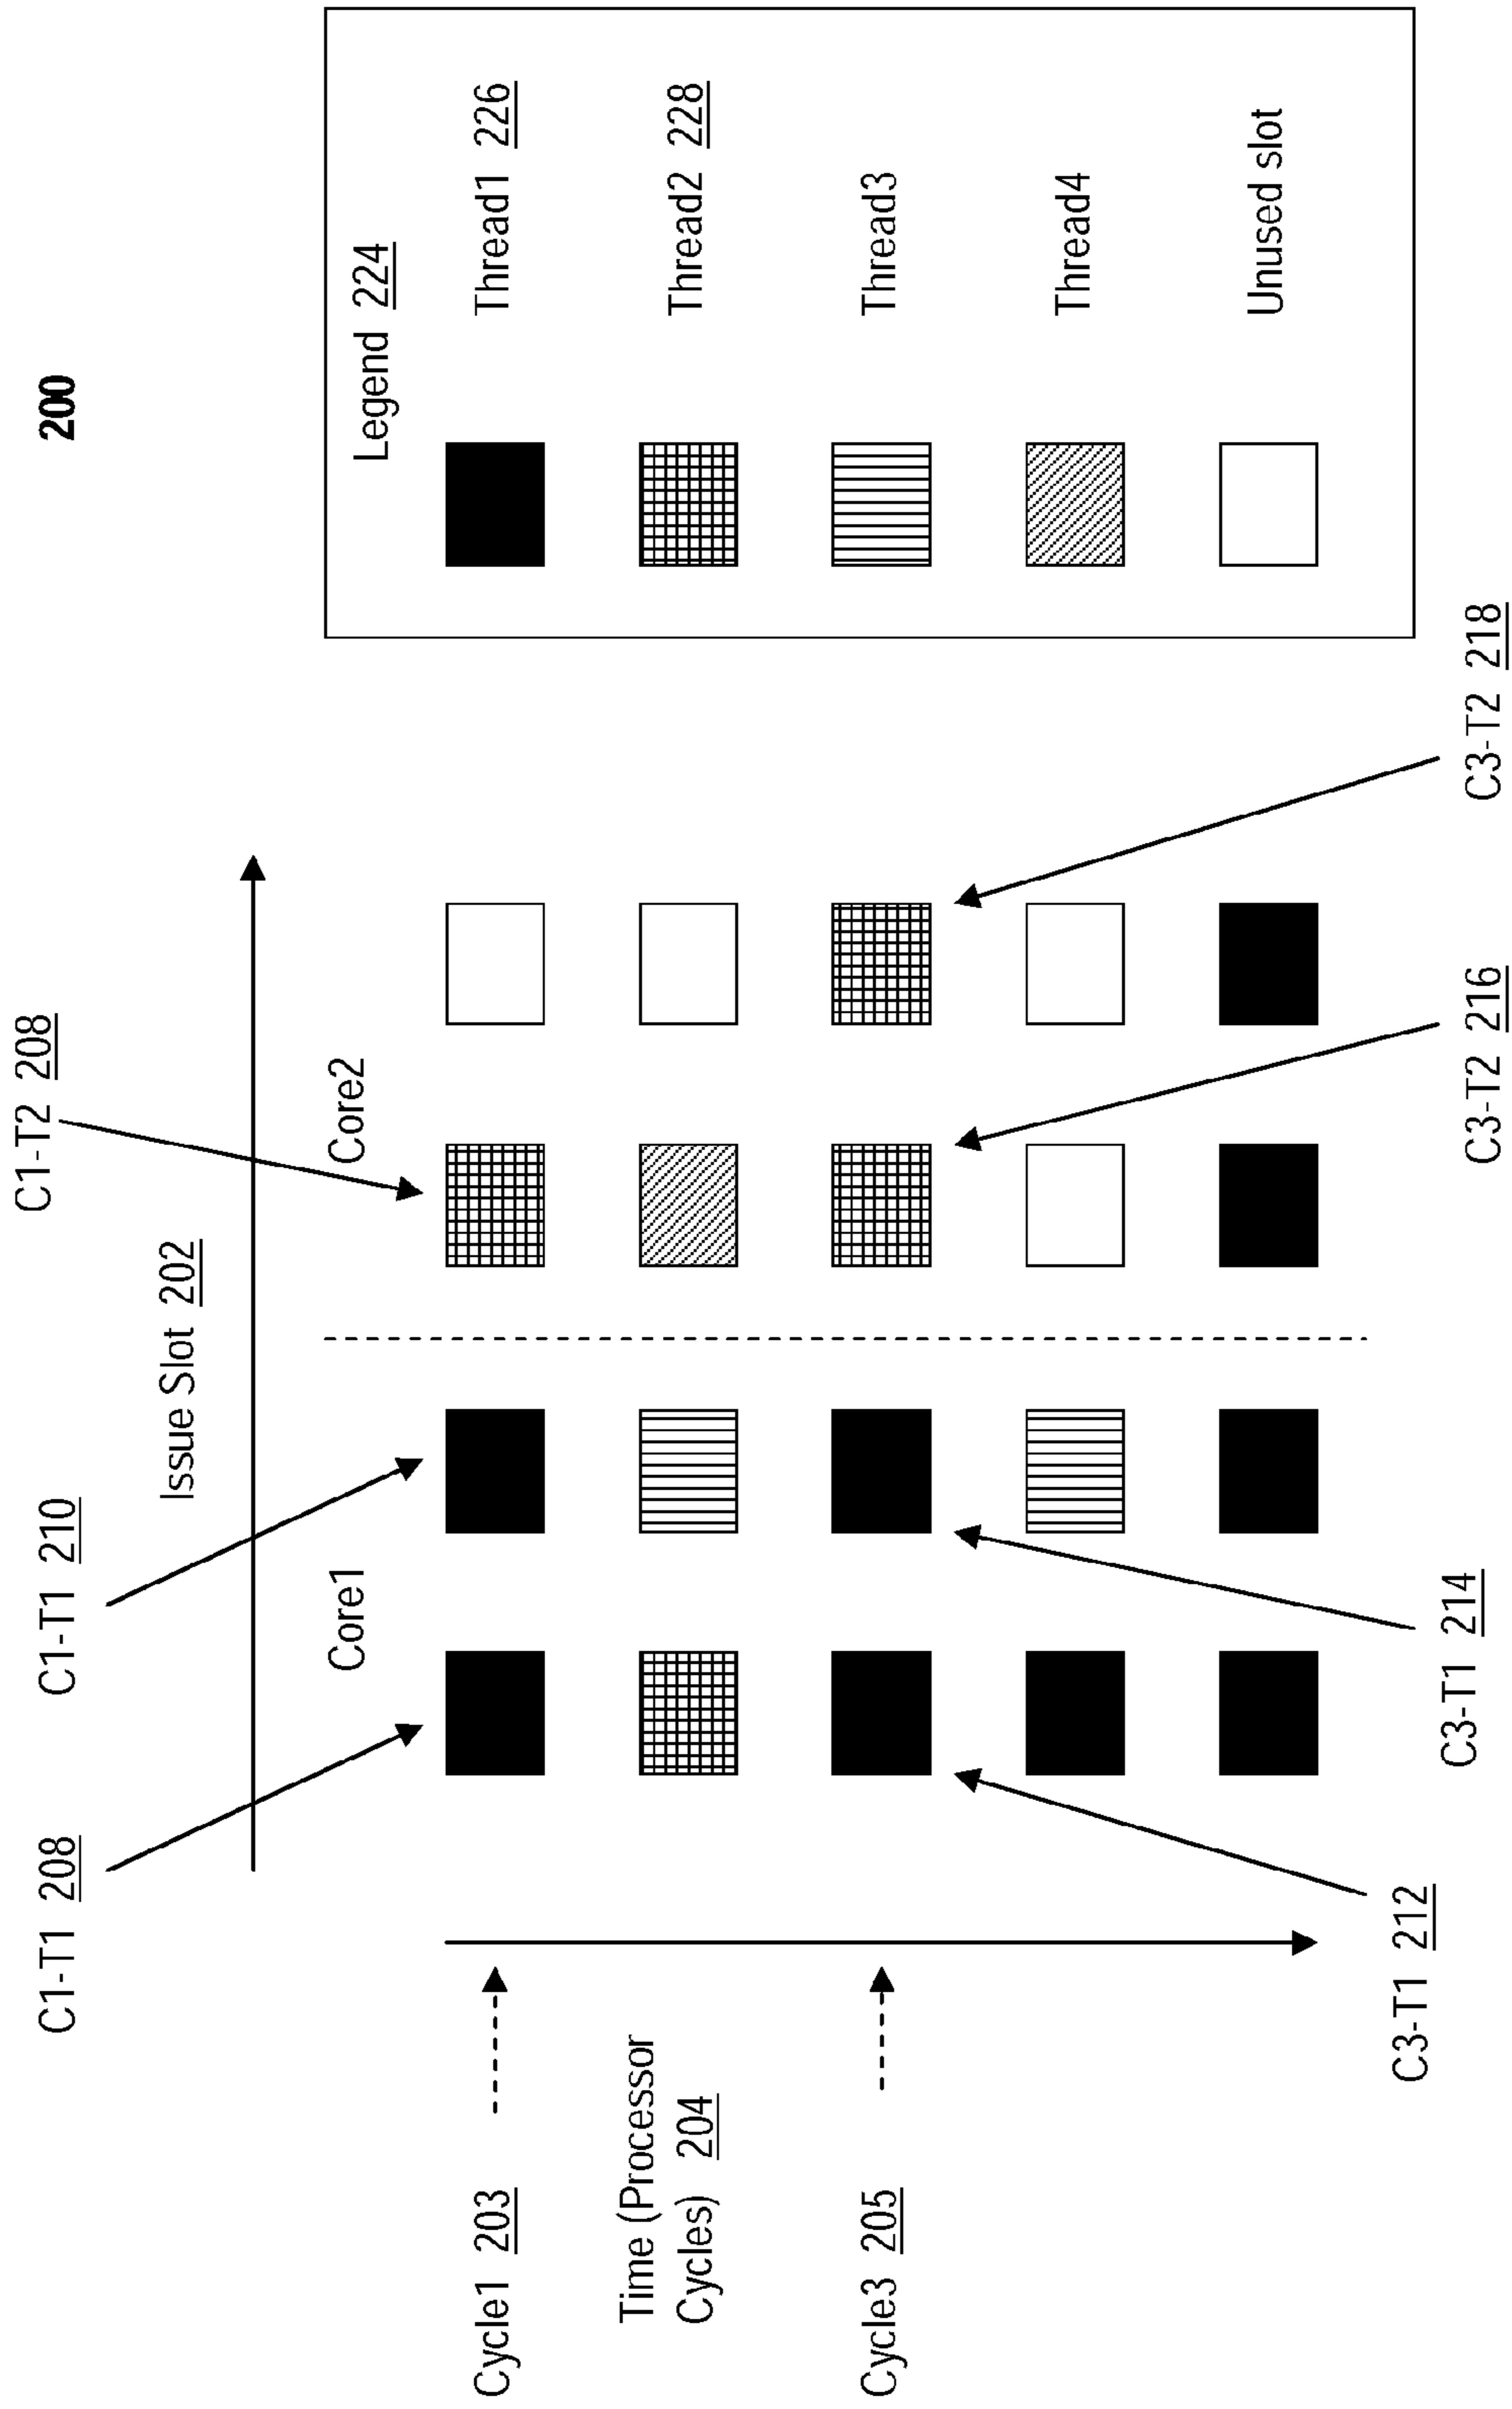 200
C1-T1 208
C1-T1 210
C1-T2 208
Issue Slot 202
Core1
Core2
Cycle1 203
Time (Processor
Cycles) 204
Cycle3 205
C3-T1 212
C3-T1 214
C3-T2 216
C3-T2 218
Legend 224
Thread1 226
Thread2 228
Thread3
Thread4
Unused slot